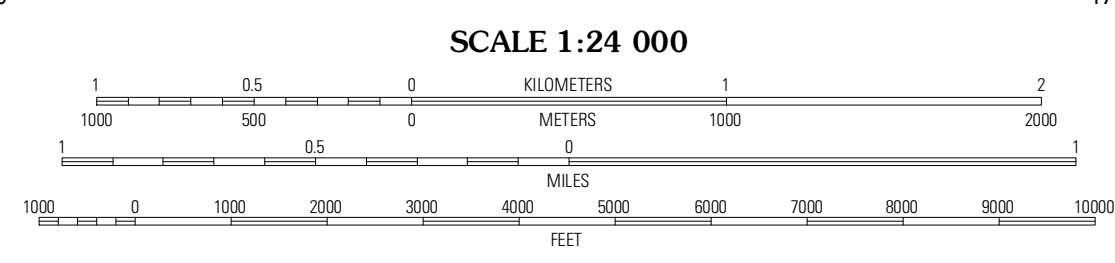 SCALE 1:24 000
1 0.5 0 KILOMETERS 1 2
1000 500 0 METERS 1000 2000
1 0.5 0 1
MILES
1000 0 1000 2000 3000 4000 5000 6000 7000 8000 9000 10000
FEET